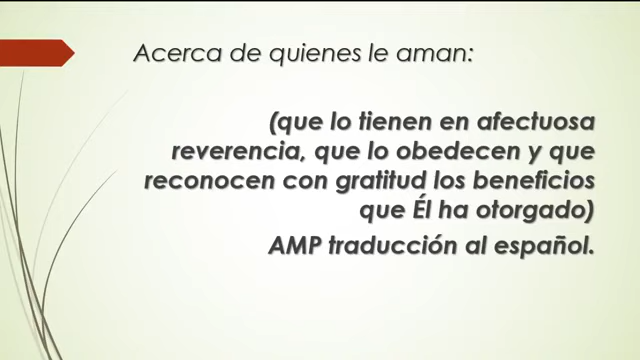 Acerca de quienes le aman:
(que lo tienen en afectuosa
reverencia, que lo obedecen y que
reconocen con gratitud los beneficios
que Él ha otorgado)
AMP traducción al español.